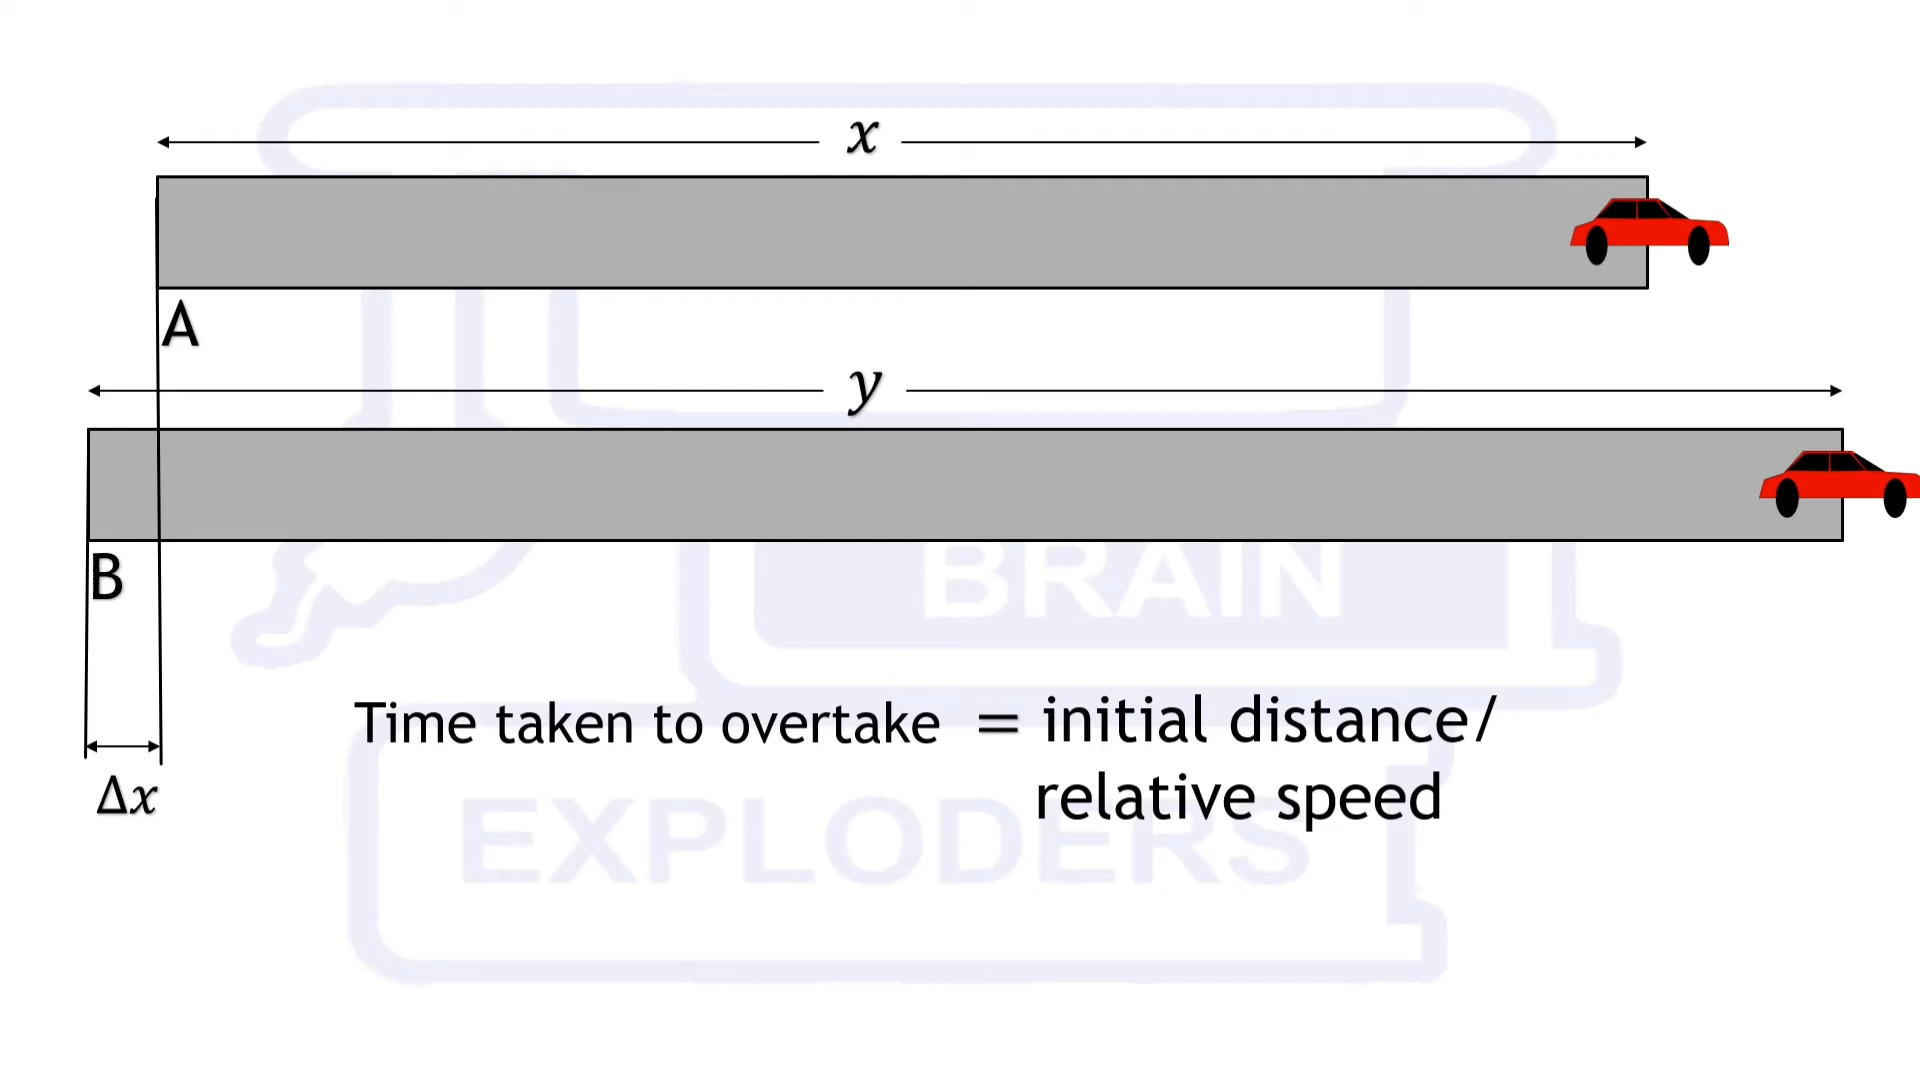 x
A
y
B
BRAIN
Time taken to overtake = initial distance/
relative speed
Δx
EXPLODERS